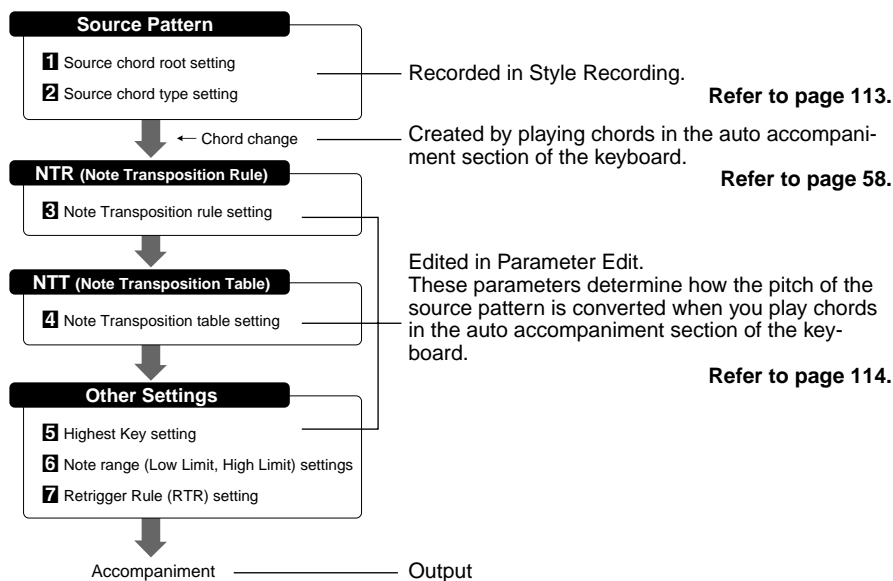 Source Pattern
1 Source chord root setting
2 Source chord type setting
Recorded in Style Recording.
Refer to page 113.
← Chord change
Created by playing chords in the auto accompani-
ment section of the keyboard.
Refer to page 58.
NTR (Note Transposition Rule)
3 Note Transposition rule setting
NTT (Note Transposition Table)
4 Note Transposition table setting
Edited in Parameter Edit.
These parameters determine how the pitch of the
source pattern is converted when you play chords
in the auto accompaniment section of the key-
board.
Refer to page 114.
Other Settings
5 Highest Key setting
6 Note range (Low Limit, High Limit) settings
7 Retrigger Rule (RTR) setting
Accompaniment
Output